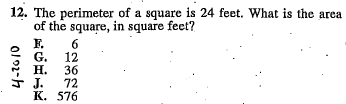 12. The perimeter of a square is 24 feet. What is the area
of the square, in square feet?
F. 6
G. 12
H. 36
J. 72
K. 576